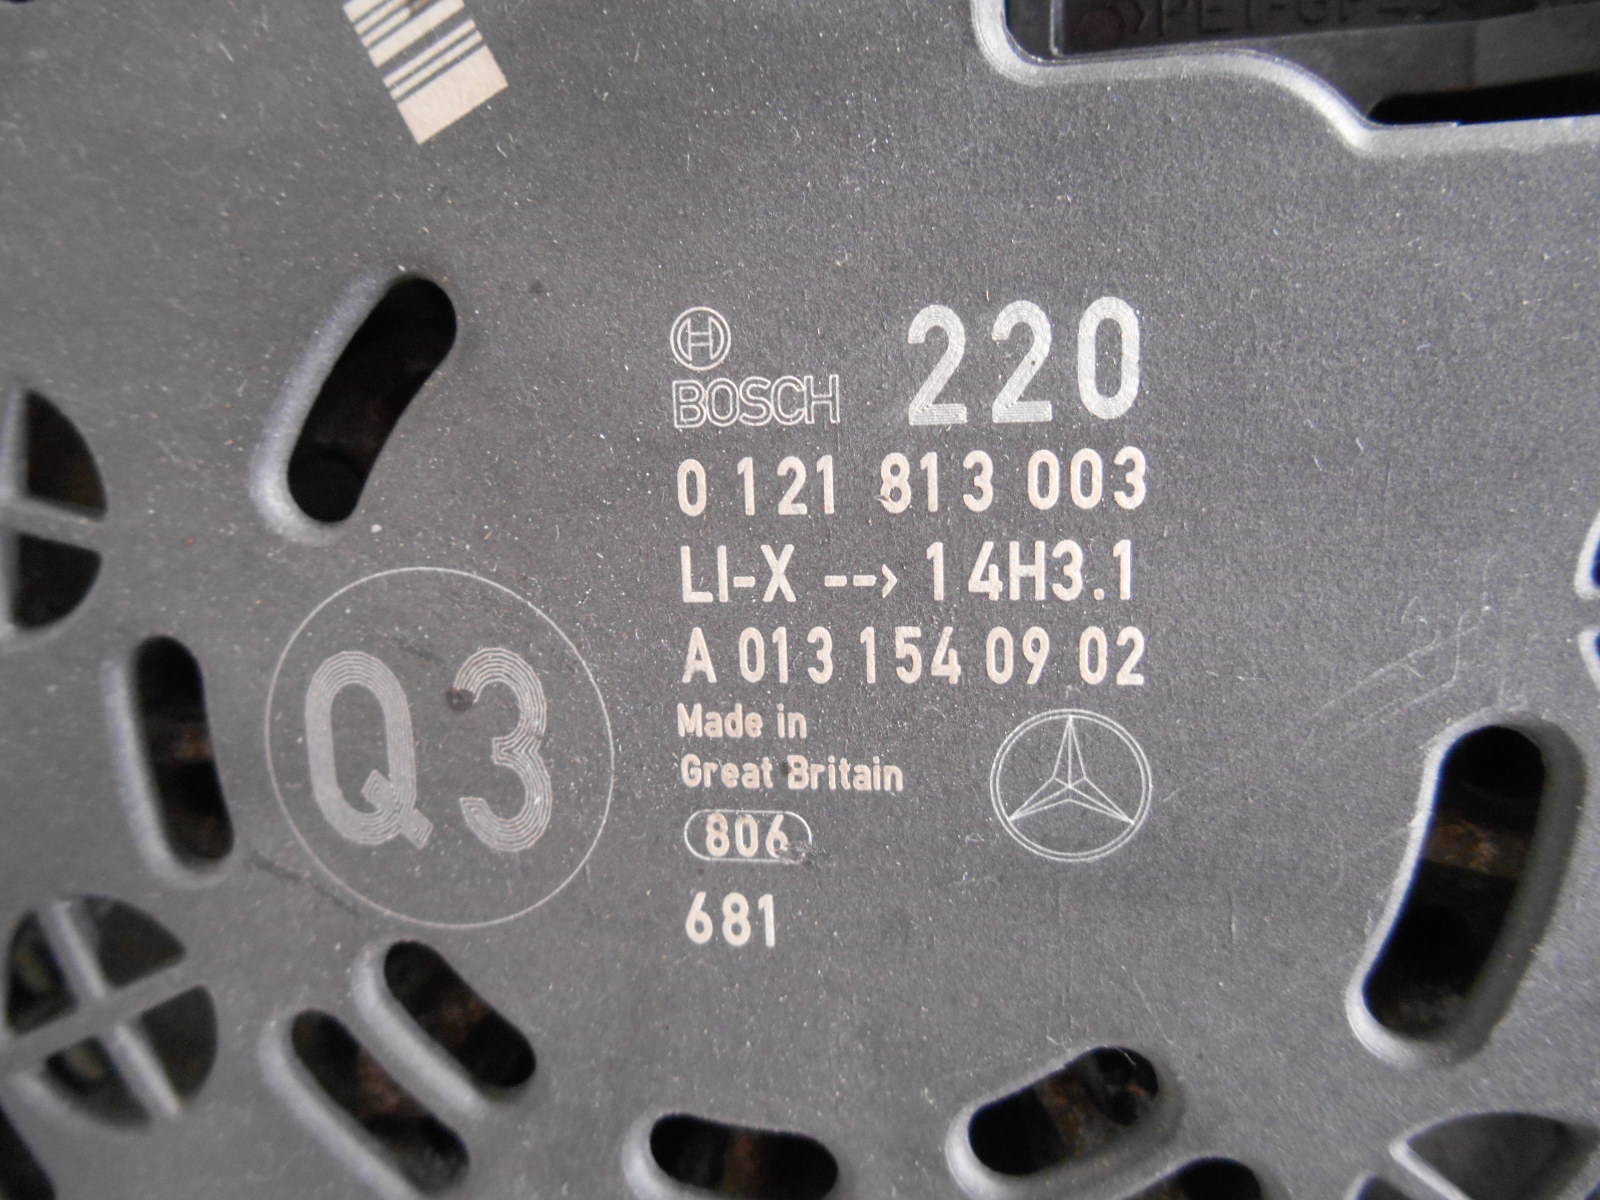 BOSCH 220
0 121 813 003
LI-X --> 14H3.1
A 013 154 09 02
Made in
Great Britain
806
681
Q3